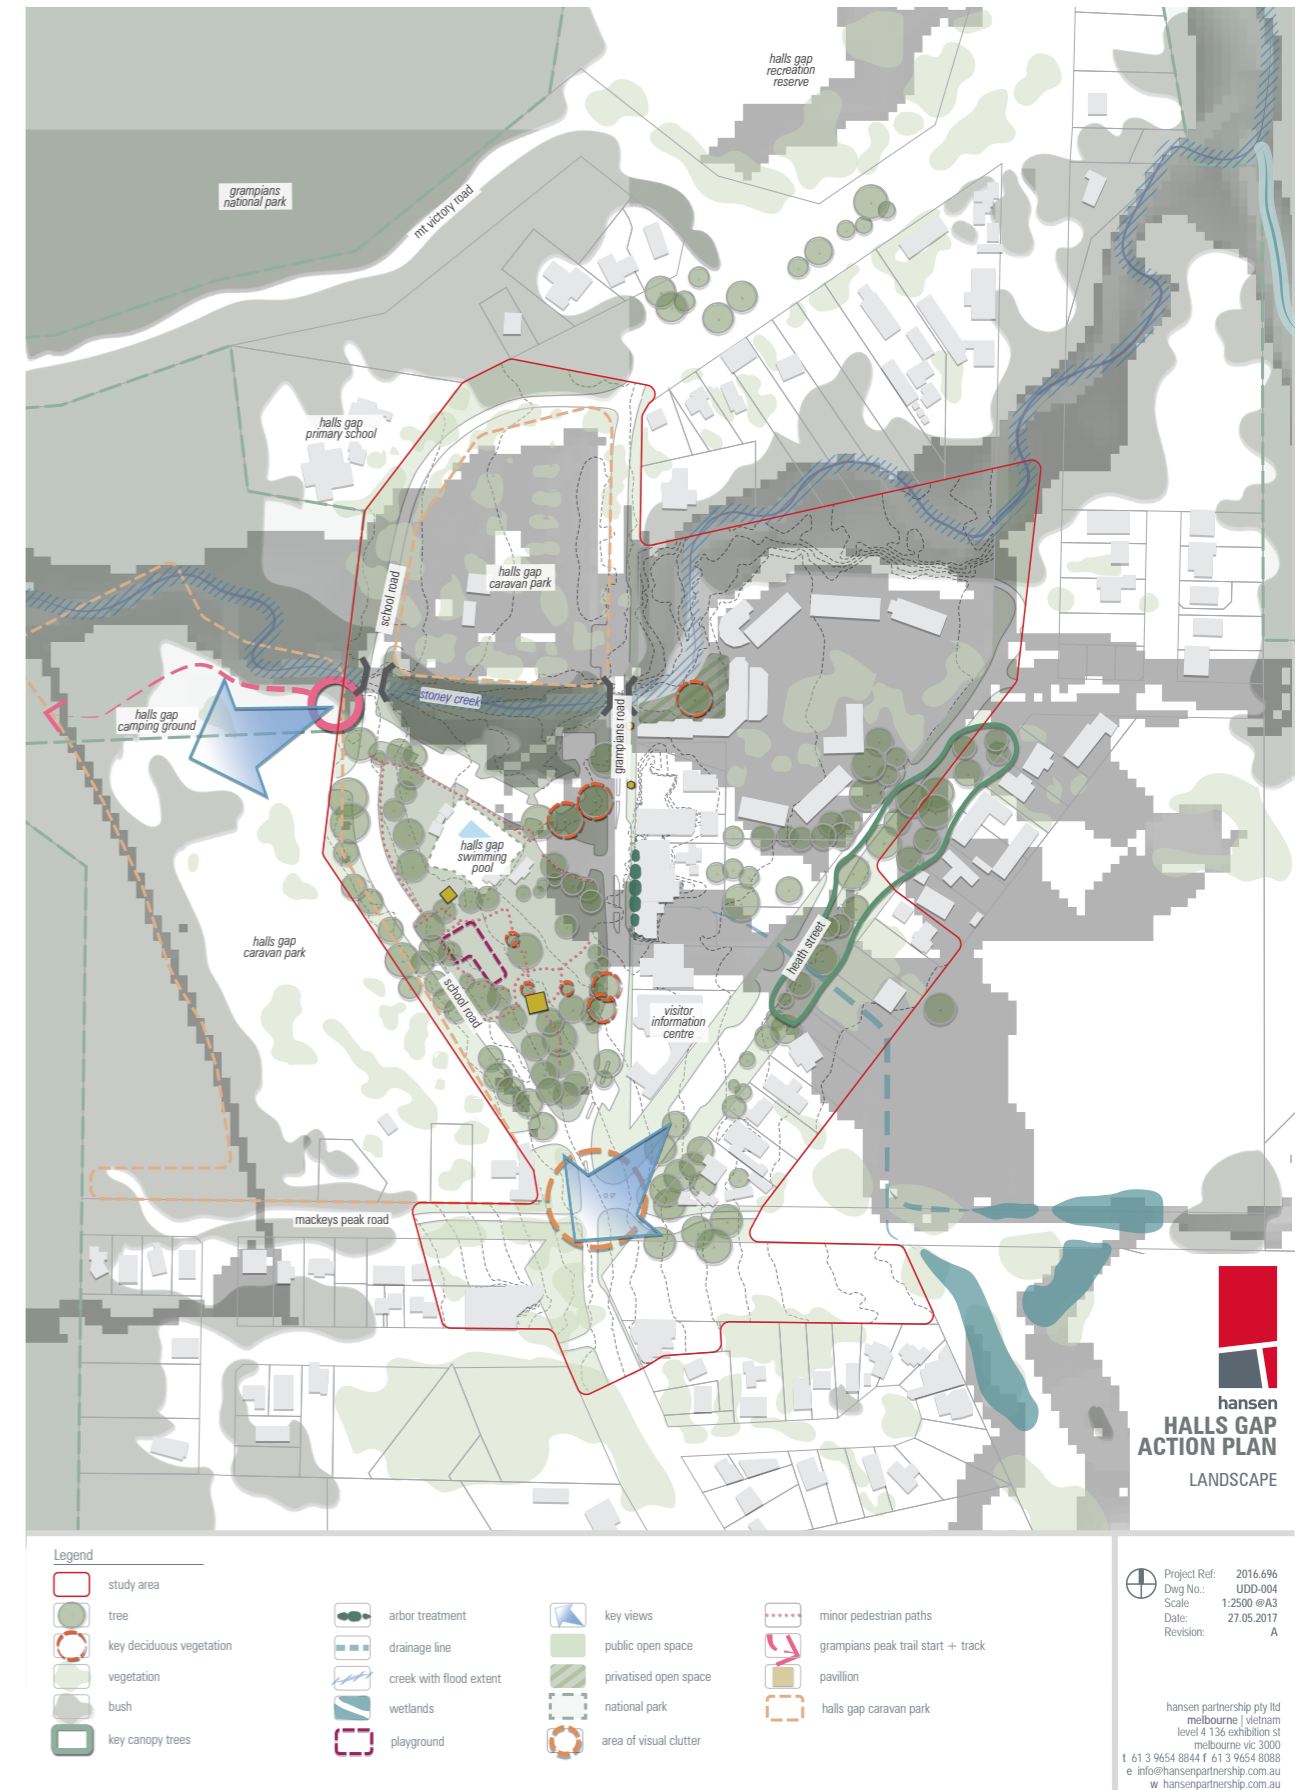 halls gap
recreation
reserve
grampians
national park
mt victory road
halls gap
primary school
school road
halls gap
caravan park
stoney creek
grampians road
halls gap
camping ground
halls gap
swimming
pool
halls gap
caravan park
school road
heath street
visitor
information
centre
mackeys peak road
hansen
HALLS GAP
ACTION PLAN
LANDSCAPE
Legend
study area
tree
key deciduous vegetation
vegetation
bush
key canopy trees
arbor treatment
drainage line
creek with flood extent
wetlands
playground
key views
public open space
privatised open space
national park
area of visual clutter
minor pedestrian paths
grampians peak trail start + track
pavillion
halls gap caravan park
Project Ref: 2016.696
Dwg No.: UDD-004
Scale 1:2500 @A3
Date: 27.05.2017
Revision: A
hansen partnership pty ltd
melbourne | vietnam
level 4 136 exhibition st
melbourne vic 3000
t 61 3 9654 8844 f 61 3 9654 8088
e info@hansenpartnership.com.au
w hansenpartnership.com.au